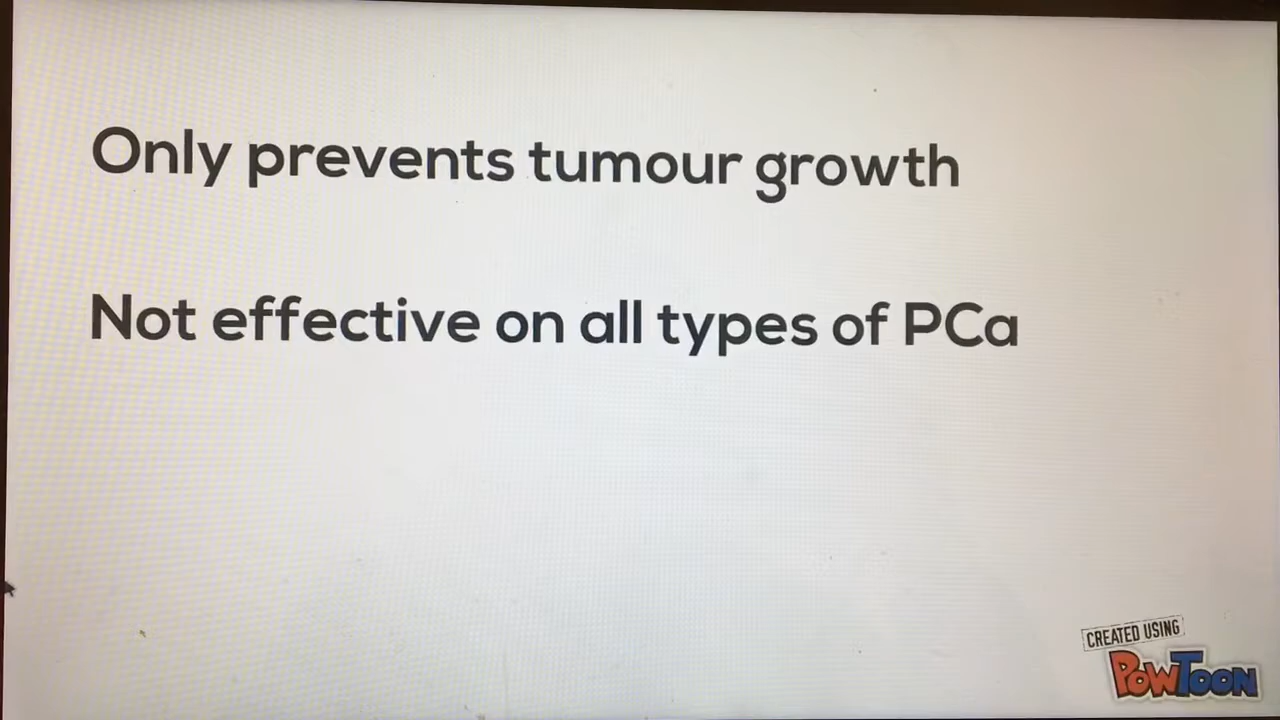 Only prevents tumour growth
Not effective on all types of PCa
CREATED USING
POWTOON